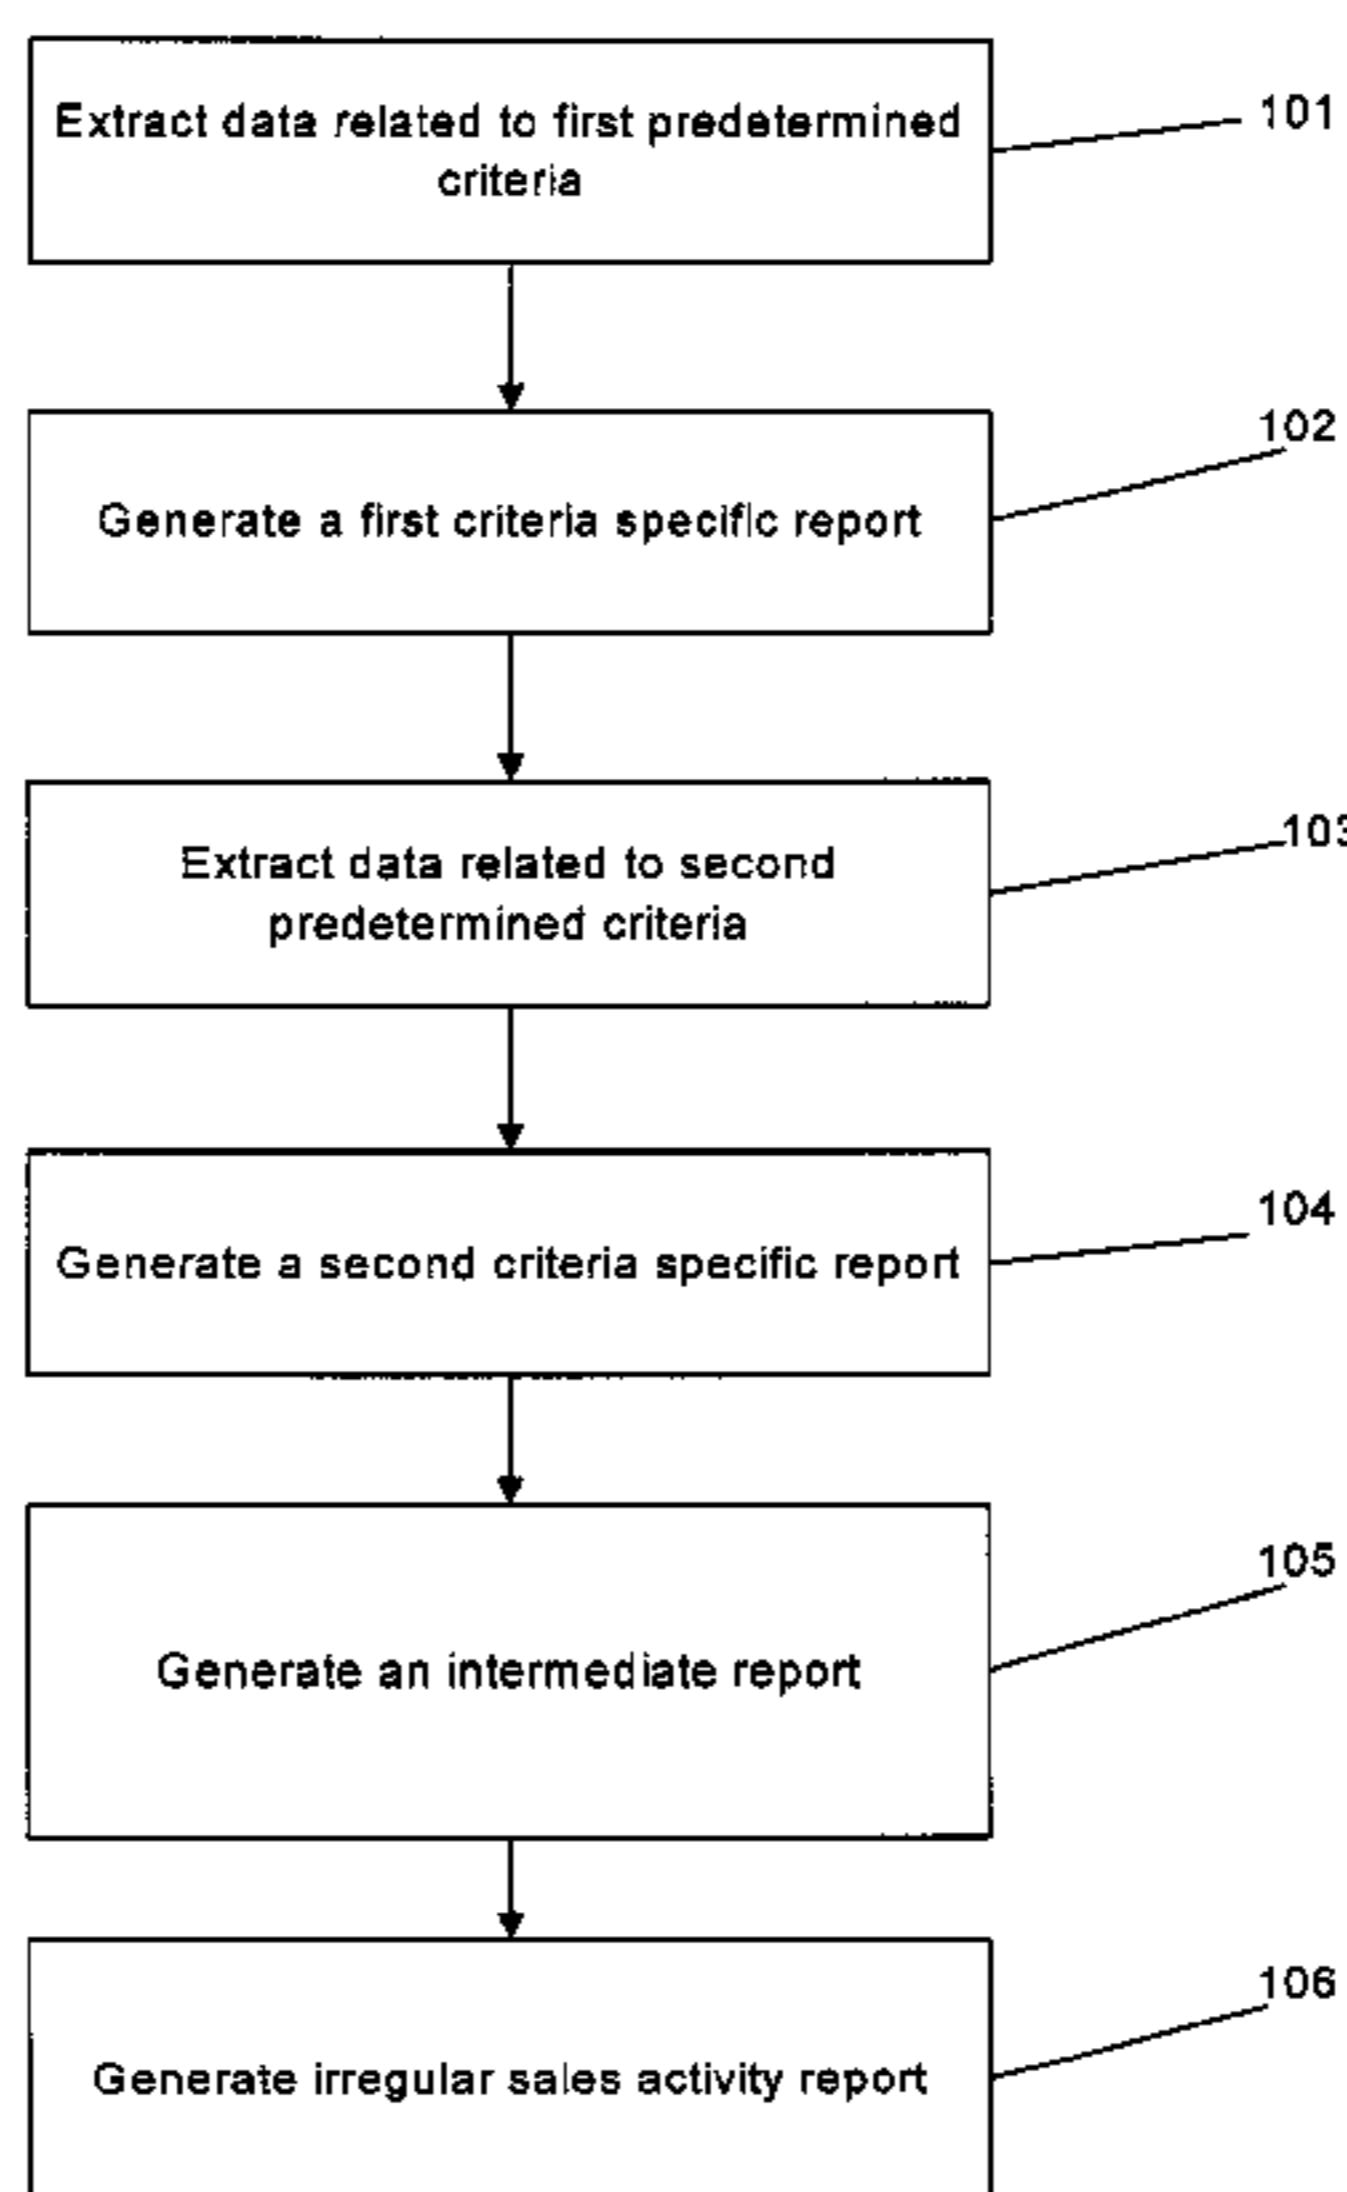 Extract data related to first predetermined
criteria
101
Generate a first criteria specific report
102
Extract data related to second
predetermined criteria
103
Generate a second criteria specific report
104
Generate an intermediate report
105
Generate irregular sales activity report
106